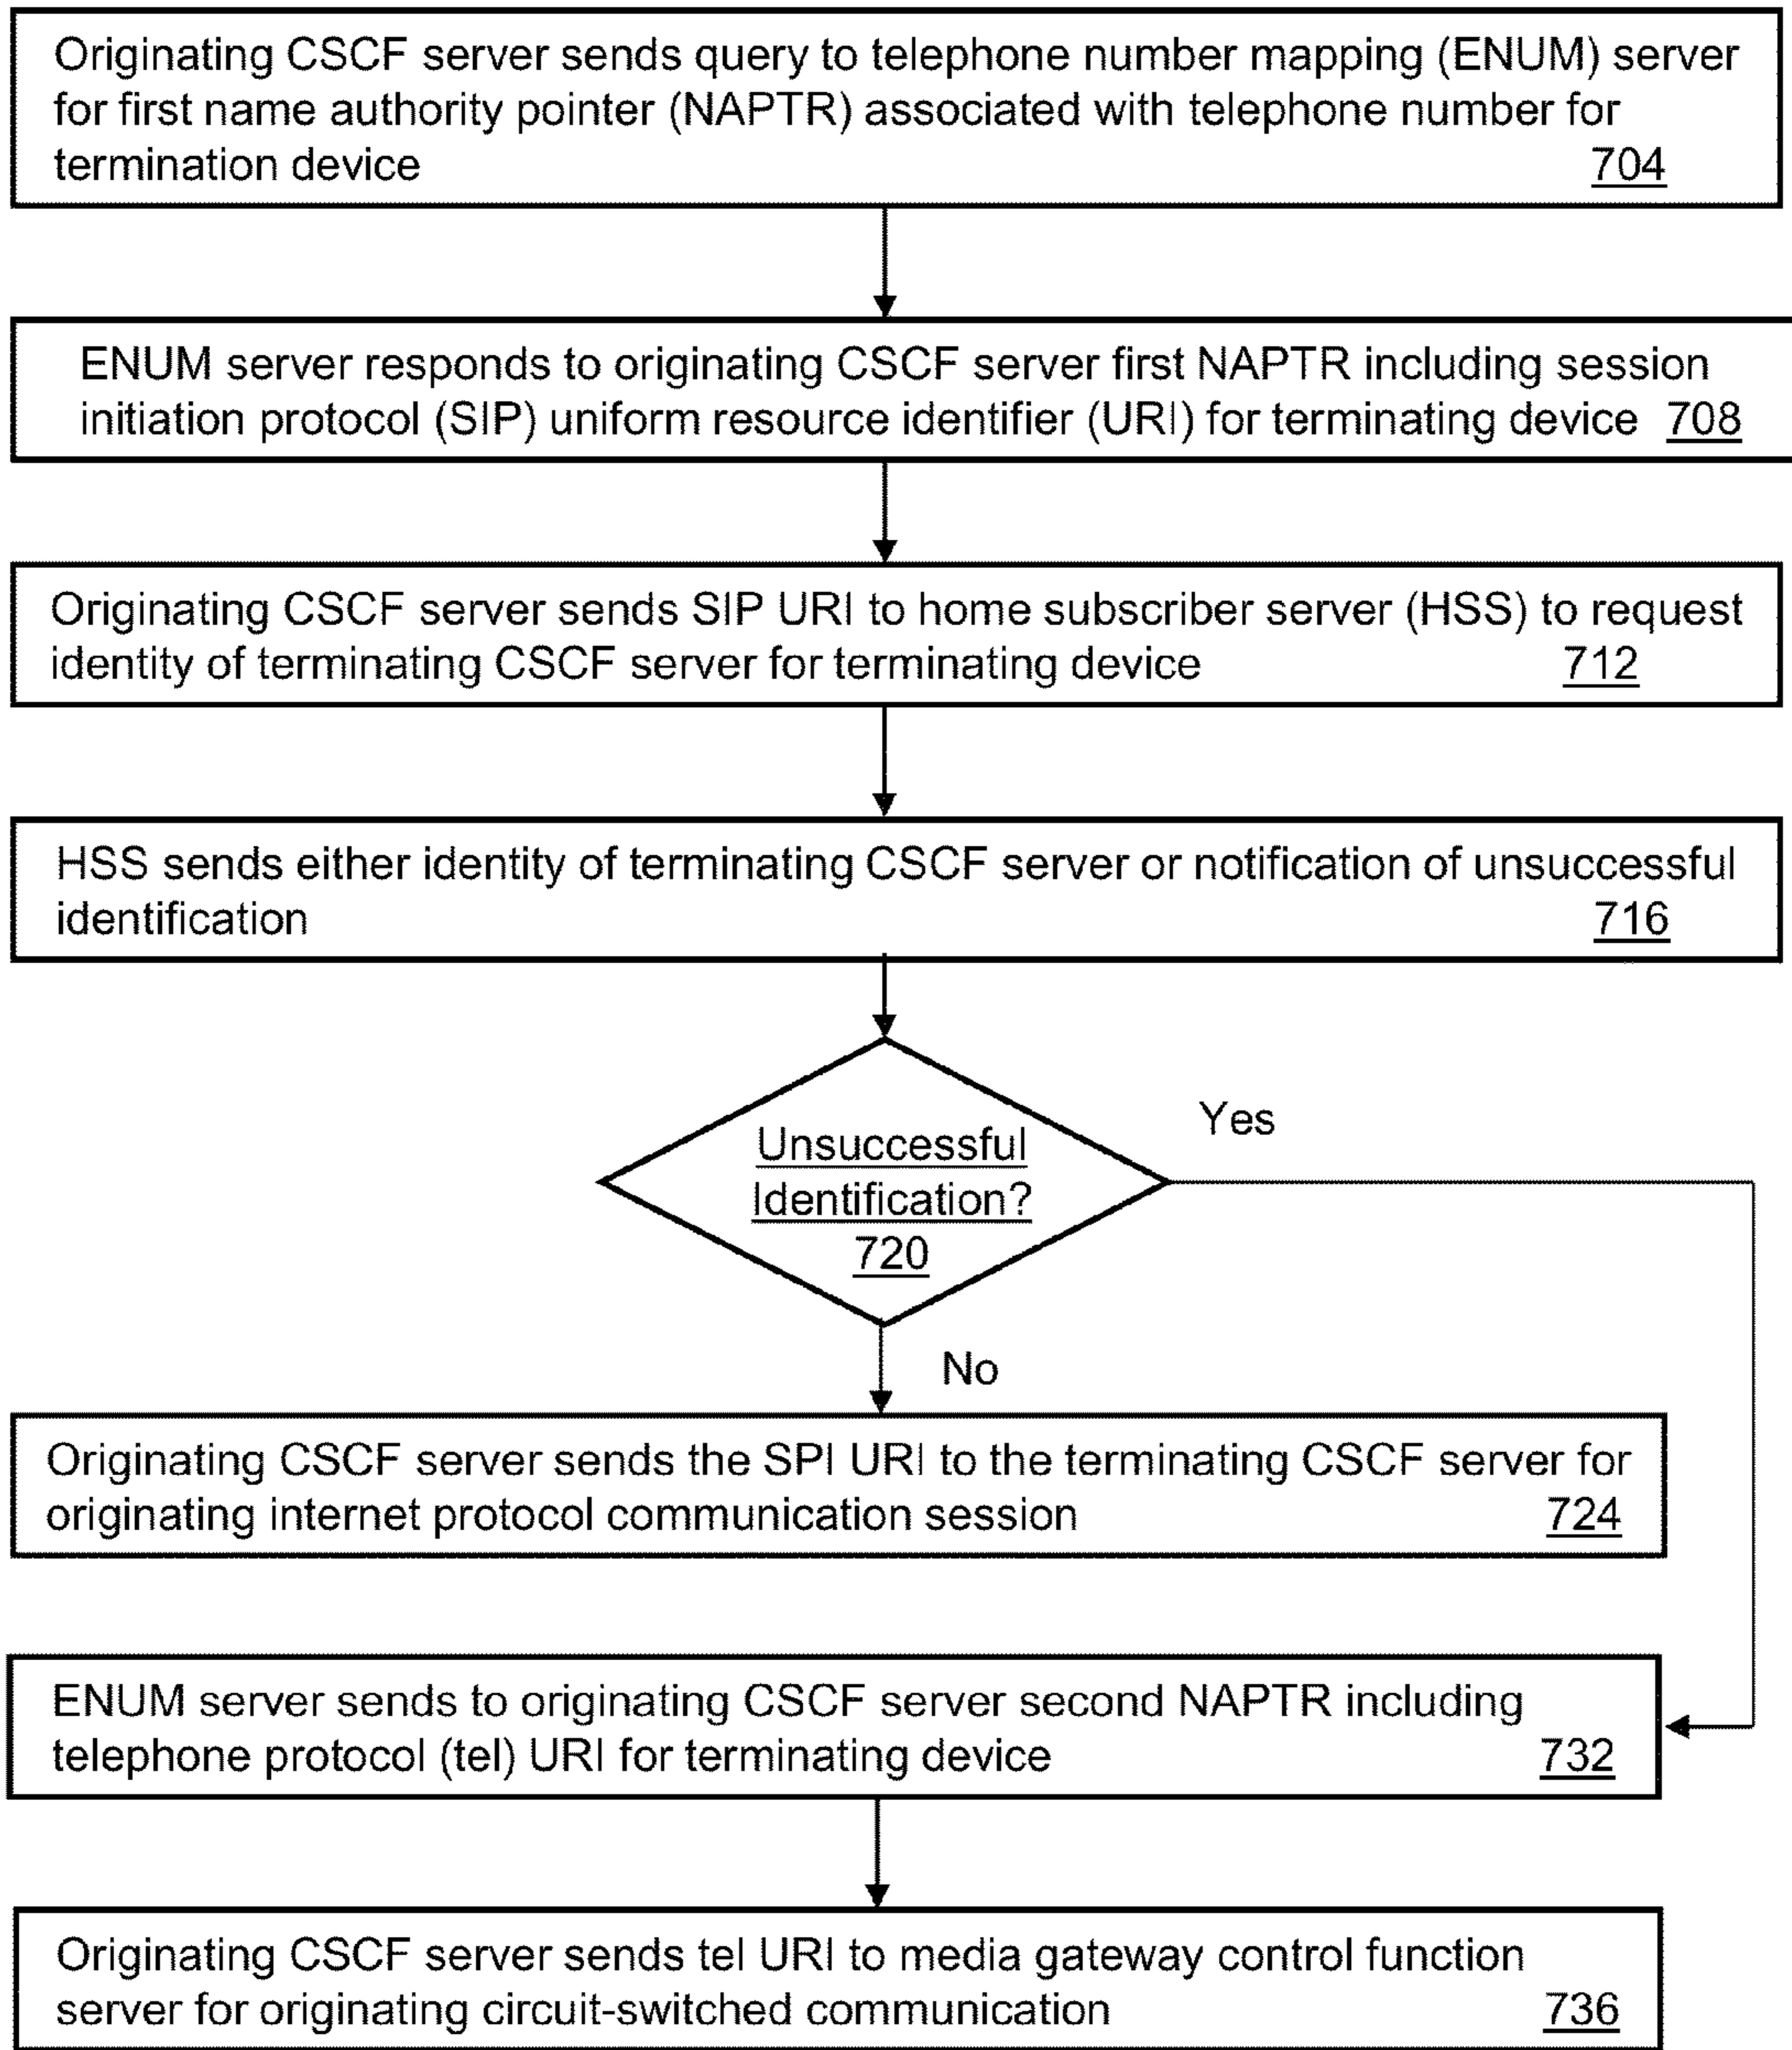 Originating CSCF server sends query to telephone number mapping (ENUM) server
for first name authority pointer (NAPTR) associated with telephone number for
termination device 704
ENUM server responds to originating CSCF server first NAPTR including session
initiation protocol (SIP) uniform resource identifier (URI) for terminating device 708
Originating CSCF server sends SIP URI to home subscriber server (HSS) to request
identity of terminating CSCF server for terminating device 712
HSS sends either identity of terminating CSCF server or notification of unsuccessful
identification 716
Yes
Unsuccessful
Identification?
720
No
Originating CSCF server sends the SPI URI to the terminating CSCF server for
originating internet protocol communication session 724
ENUM server sends to originating CSCF server second NAPTR including
telephone protocol (tel) URI for terminating device 732
Originating CSCF server sends tel URI to media gateway control function
server for originating circuit-switched communication 736